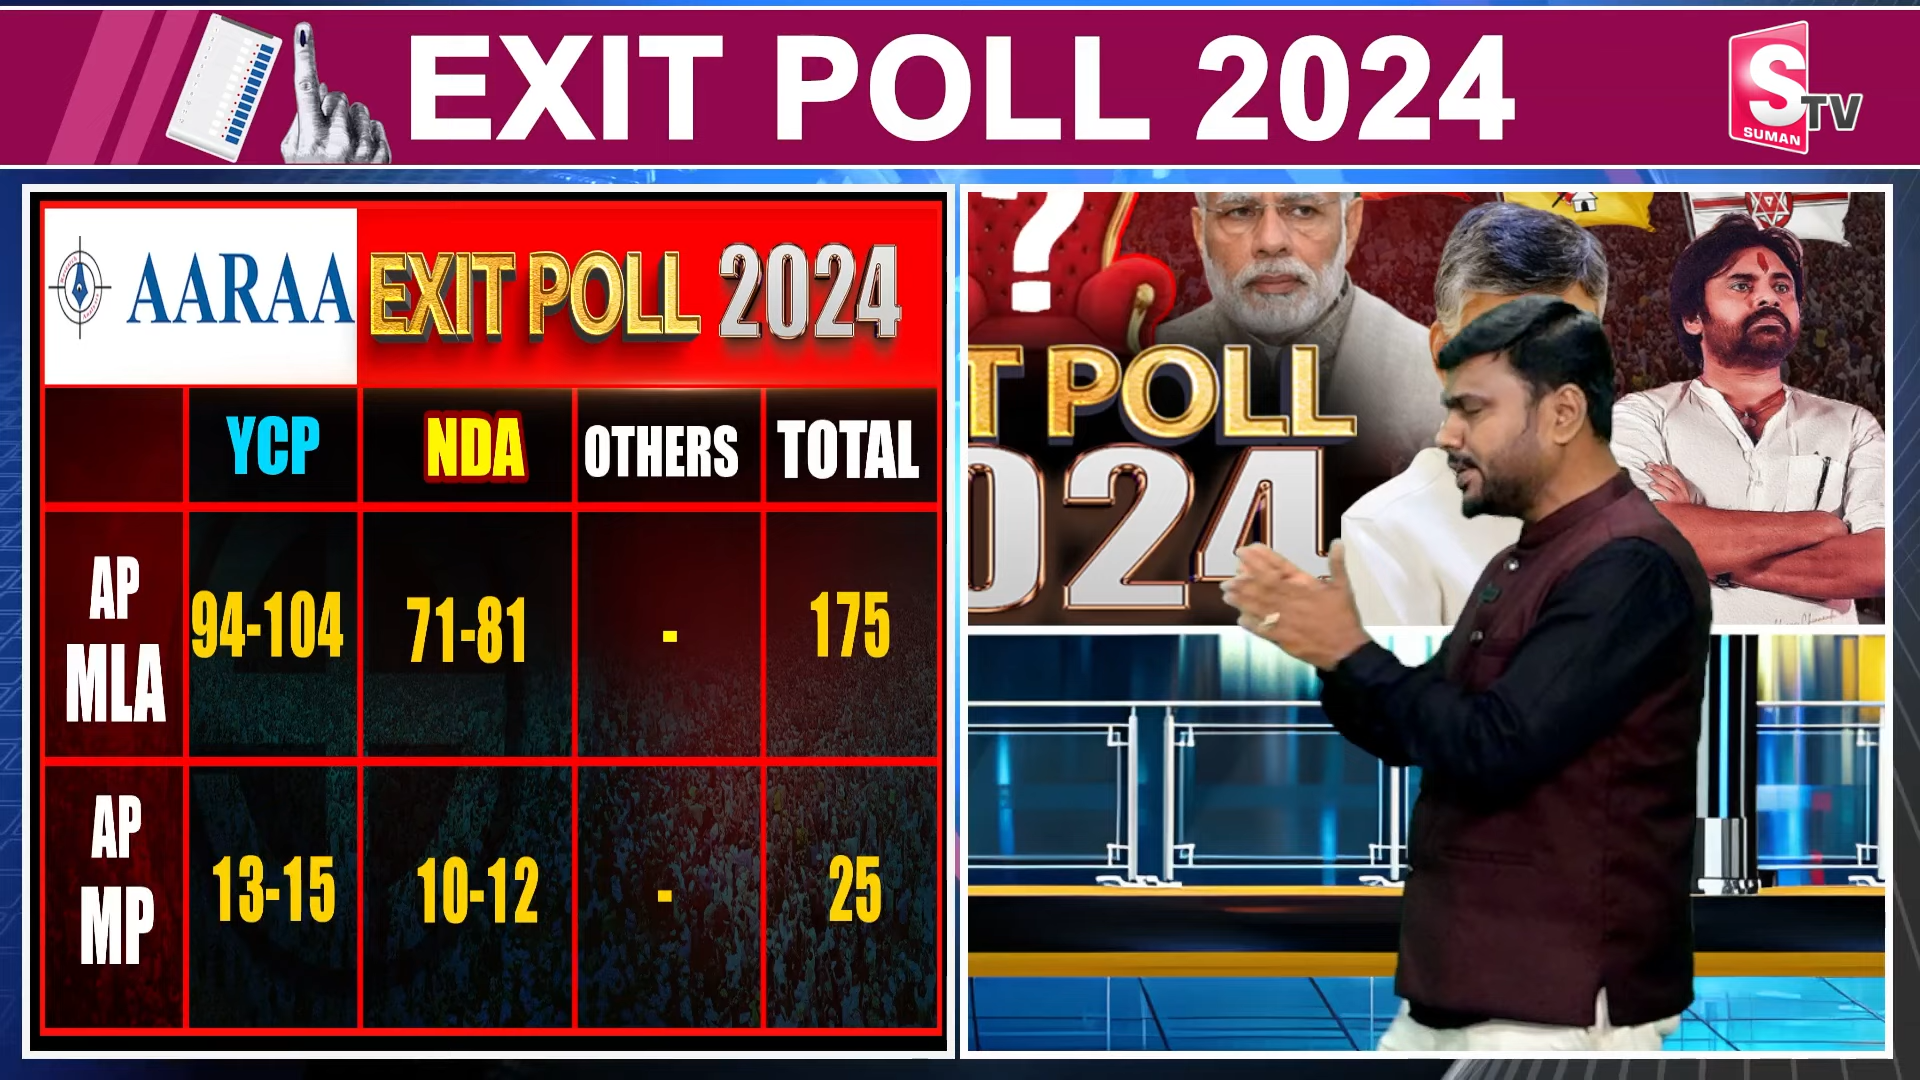 EXIT POLL 2024
S TV
SUMAN
AARAA EXIT POLL 2024
YCP NDA OTHERS TOTAL
AP MLA 94-104 71-81 - 175
AP MP 13-15 10-12 - 25
?
T POLL
024